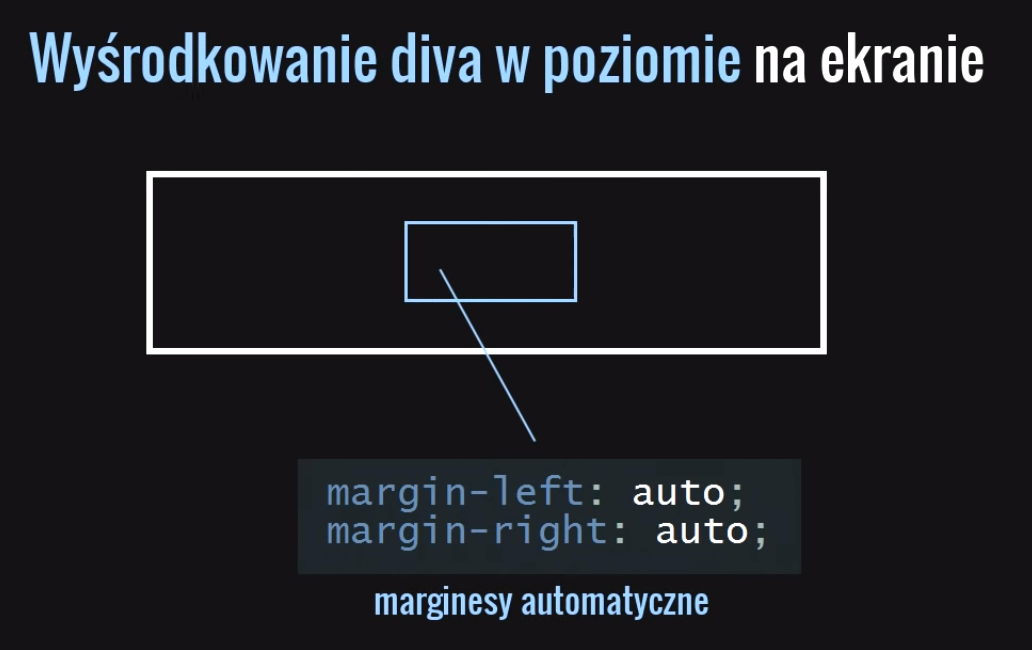 Wyśrodkowanie diva w poziomie na ekranie
margin-left: auto;
margin-right: auto;
marginesy automatyczne